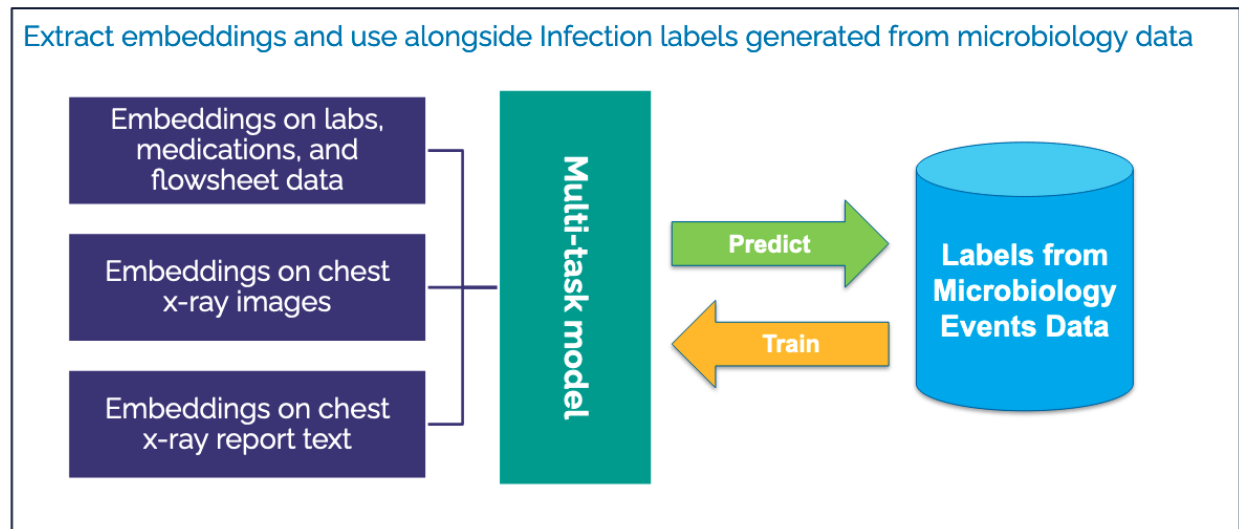 Extract embeddings and use alongside Infection labels generated from microbiology data
Embeddings on labs,
medications, and
flowsheet data
Embeddings on chest
x-ray images
Embeddings on chest
x-ray report text
Multi-task model
Predict
Train
Labels from
Microbiology
Events Data